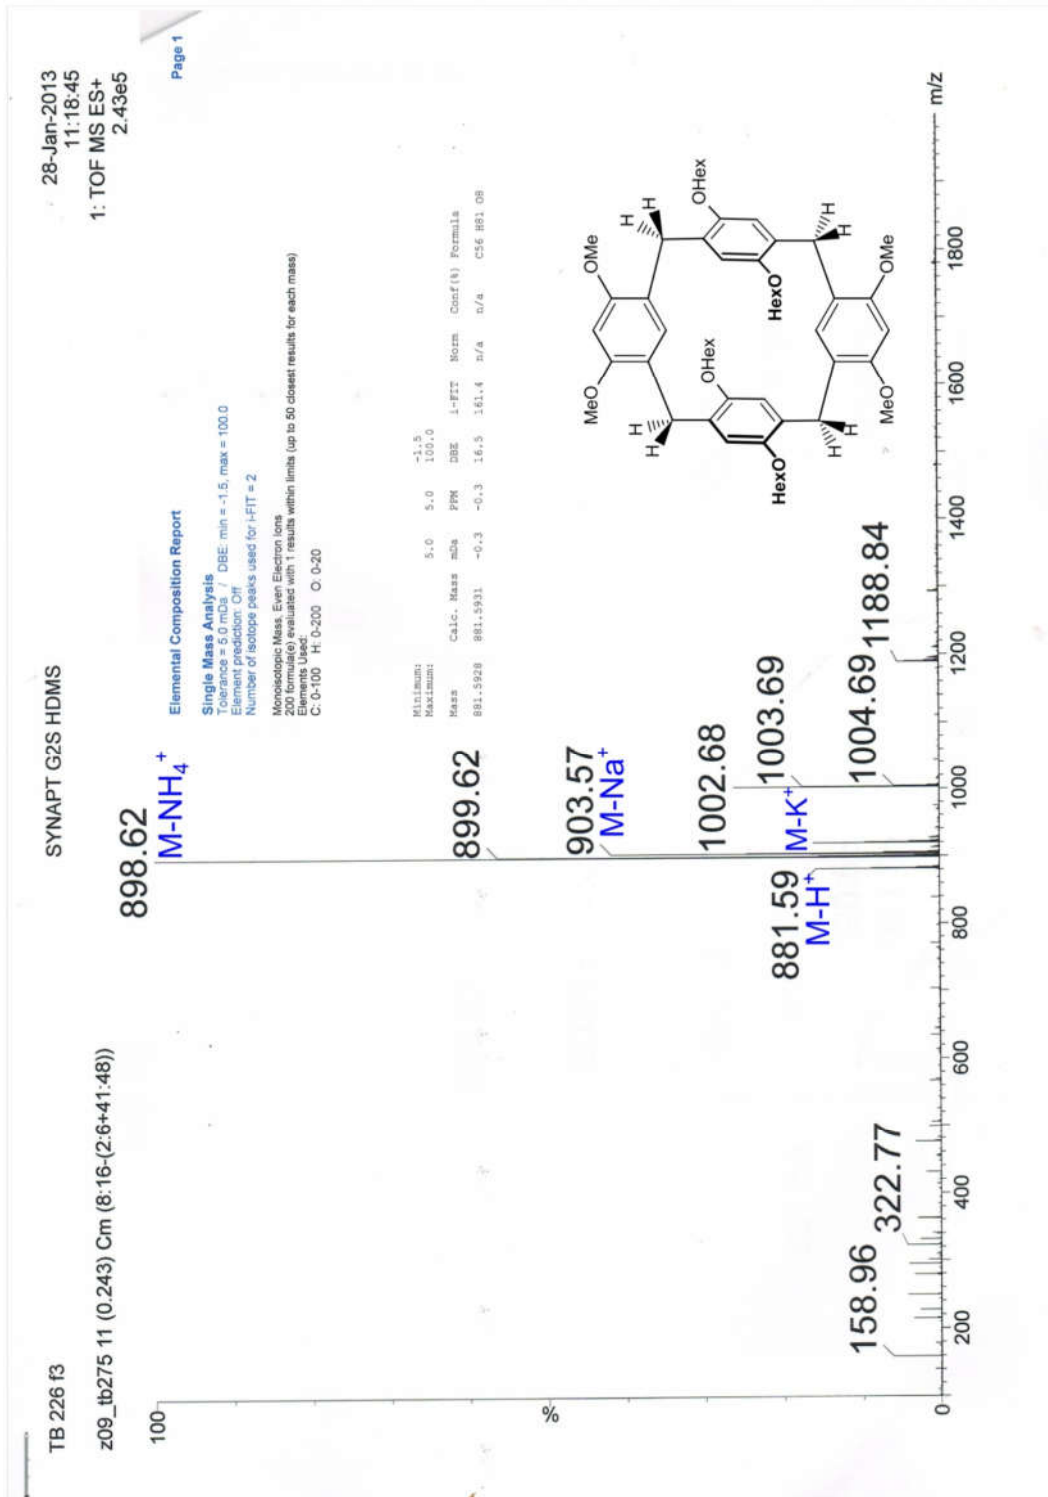 TB 226 f3
SYNAPT G2S HDMS
28-Jan-2013
11:18:45
z09_tb275 11 (0.243) Cm (8:16-(2:6+41:48))
1: TOF MS ES+
2.43e5
Page 1
Elemental Composition Report
Single Mass Analysis
Tolerance = 5.0 mDa / DBE: min = -1.5, max = 100.0
Element prediction: Off
Number of isotope peaks used for i-FIT = 2
Monoisotopic Mass, Even Electron Ions
200 formula(e) evaluated with 1 results within limits (up to 50 closest results for each mass)
Elements Used:
C: 0-100 H: 0-200 O: 0-20
Minimum: -1.5
Maximum: 5.0 5.0 100.0
Mass Calc. Mass mDa PPM DBE i-FIT Norm Conf(%) Formula
881.5928 881.5931 -0.3 -0.3 16.5 161.4 n/a n/a C56 H81 O8
898.62
M-NH4+
899.62
903.57
M-Na+
1002.68
1003.69
M-K+
881.59
M-H+
1004.69
1188.84
322.77
158.96
MeO
OMe
H
H
H
H
OHex
OHex
HexO
HexO
H
H
H
H
MeO
OMe
100
%
0
200 400 600 800 1000 1200 1400 1600 1800
m/z